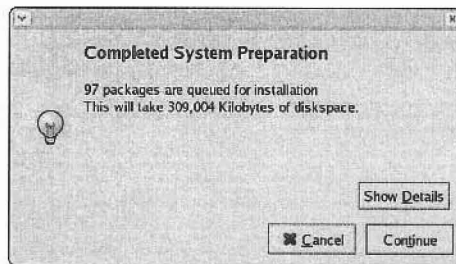 Completed System Preparation
97 packages are queued for installation
This will take 309,004 Kilobytes of diskspace.
Show Details
Cancel
Continue